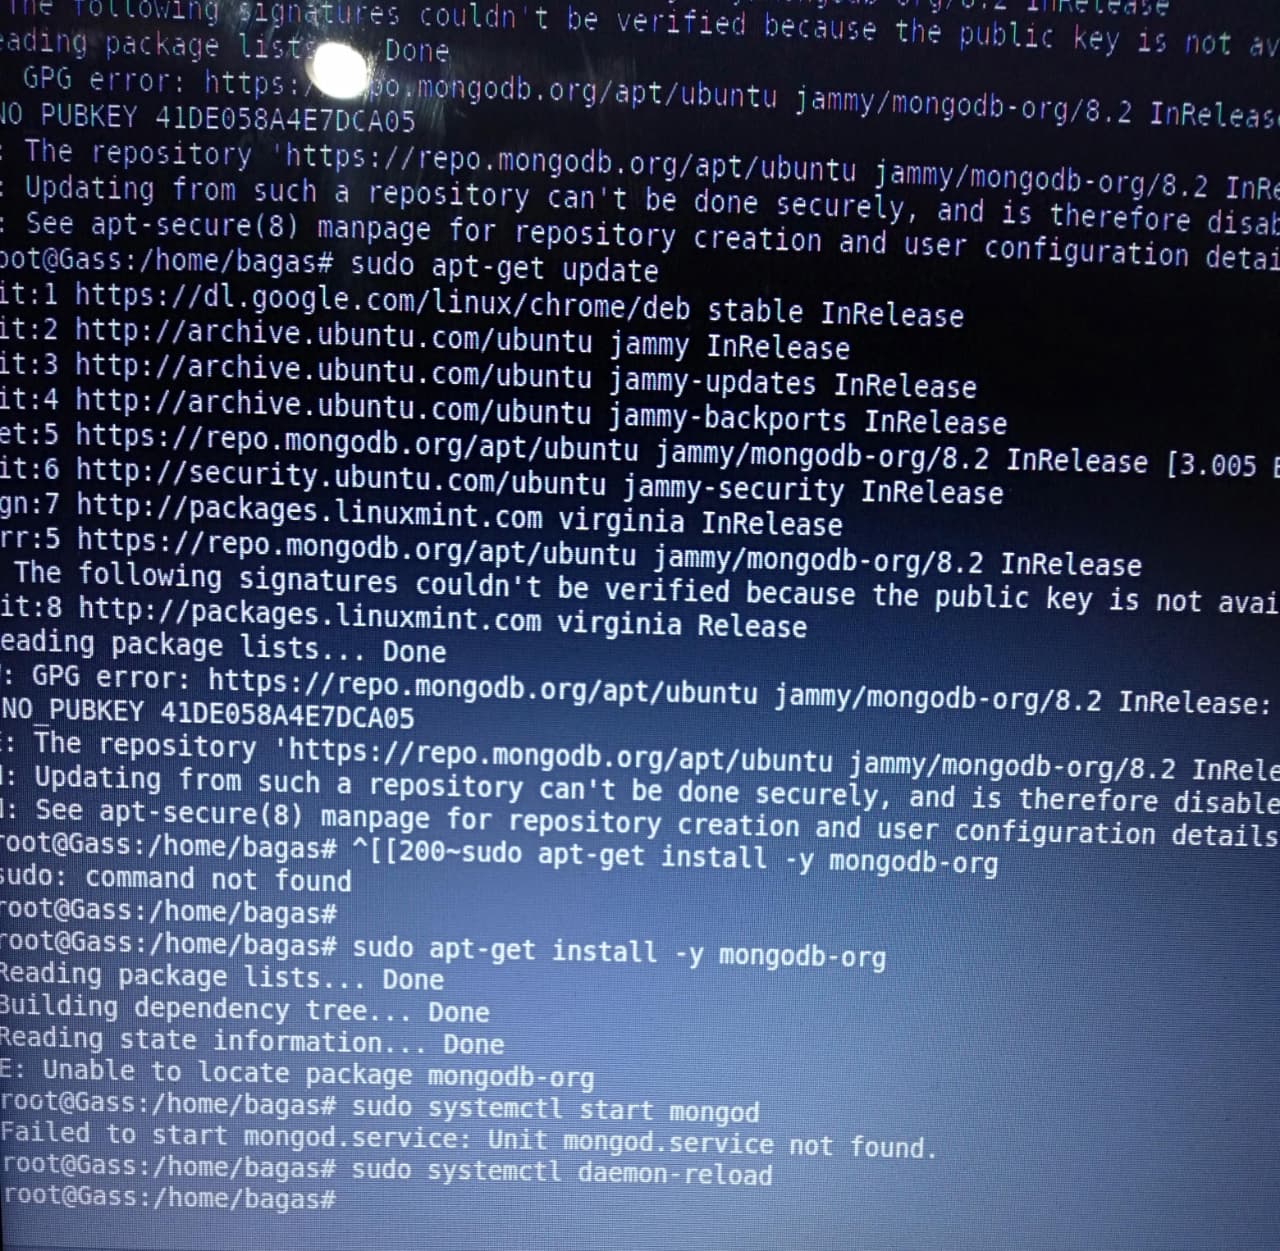 The following signatures couldn't be verified because the public key is not av
eading package lists Done
GPG error: https:/ po.mongodb.org/apt/ubuntu jammy/mongodb-org/8.2 InReleas
NO PUBKEY 41DE058A4E7DCA05
: The repository 'https://repo.mongodb.org/apt/ubuntu jammy/mongodb-org/8.2 InRe
: Updating from such a repository can't be done securely, and is therefore disab
: See apt-secure(8) manpage for repository creation and user configuration detai
oot@Gass:/home/bagas# sudo apt-get update
it:1 https://dl.google.com/linux/chrome/deb stable InRelease
it:2 http://archive.ubuntu.com/ubuntu jammy InRelease
it:3 http://archive.ubuntu.com/ubuntu jammy-updates InRelease
it:4 http://archive.ubuntu.com/ubuntu jammy-backports InRelease
et:5 https://repo.mongodb.org/apt/ubuntu jammy/mongodb-org/8.2 InRelease [3.005 B
it:6 http://security.ubuntu.com/ubuntu jammy-security InRelease
gn:7 http://packages.linuxmint.com virginia InRelease
rr:5 https://repo.mongodb.org/apt/ubuntu jammy/mongodb-org/8.2 InRelease
The following signatures couldn't be verified because the public key is not avai
it:8 http://packages.linuxmint.com virginia Release
eading package lists... Done
: GPG error: https://repo.mongodb.org/apt/ubuntu jammy/mongodb-org/8.2 InRelease:
NO_PUBKEY 41DE058A4E7DCA05
: The repository 'https://repo.mongodb.org/apt/ubuntu jammy/mongodb-org/8.2 InRele
: Updating from such a repository can't be done securely, and is therefore disable
: See apt-secure(8) manpage for repository creation and user configuration details
root@Gass:/home/bagas# ^[[200~sudo apt-get install -y mongodb-org
sudo: command not found
root@Gass:/home/bagas#
root@Gass:/home/bagas# sudo apt-get install -y mongodb-org
Reading package lists... Done
Building dependency tree... Done
Reading state information... Done
E: Unable to locate package mongodb-org
root@Gass:/home/bagas# sudo systemctl start mongod
Failed to start mongod.service: Unit mongod.service not found.
root@Gass:/home/bagas# sudo systemctl daemon-reload
root@Gass:/home/bagas#